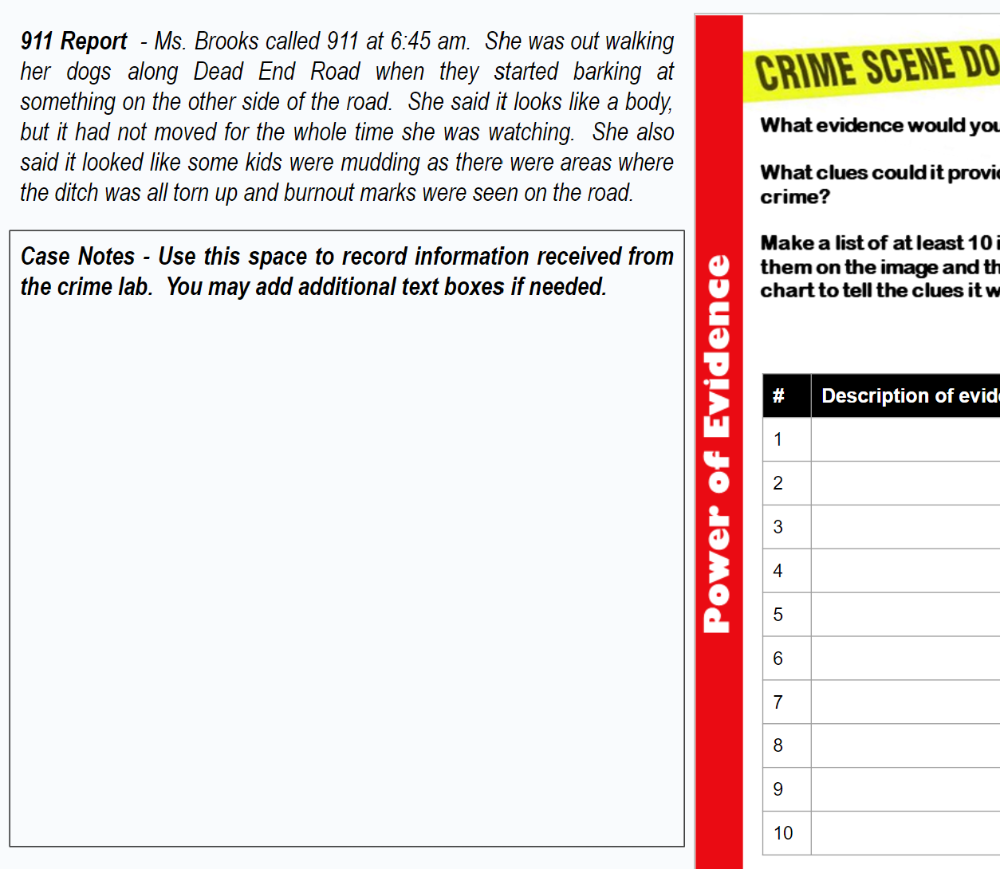 911 Report - Ms. Brooks called 911 at 6:45 am. She was out walking
her dogs along Dead End Road when they started barking at
something on the other side of the road. She said it looks like a body,
but it had not moved for the whole time she was watching. She also
said it looked like some kids were mudding as there were areas where
the ditch was all torn up and burnout marks were seen on the road.
Case Notes - Use this space to record information received from
the crime lab. You may add additional text boxes if needed.
Power of Evidence
CRIME SCENE DO
What evidence would you
What clues could it
crime?
Make a list of at least 10
them on the image and
chart to tell the clues it
# Description of
1
2
3
4
5
6
7
8
9
10